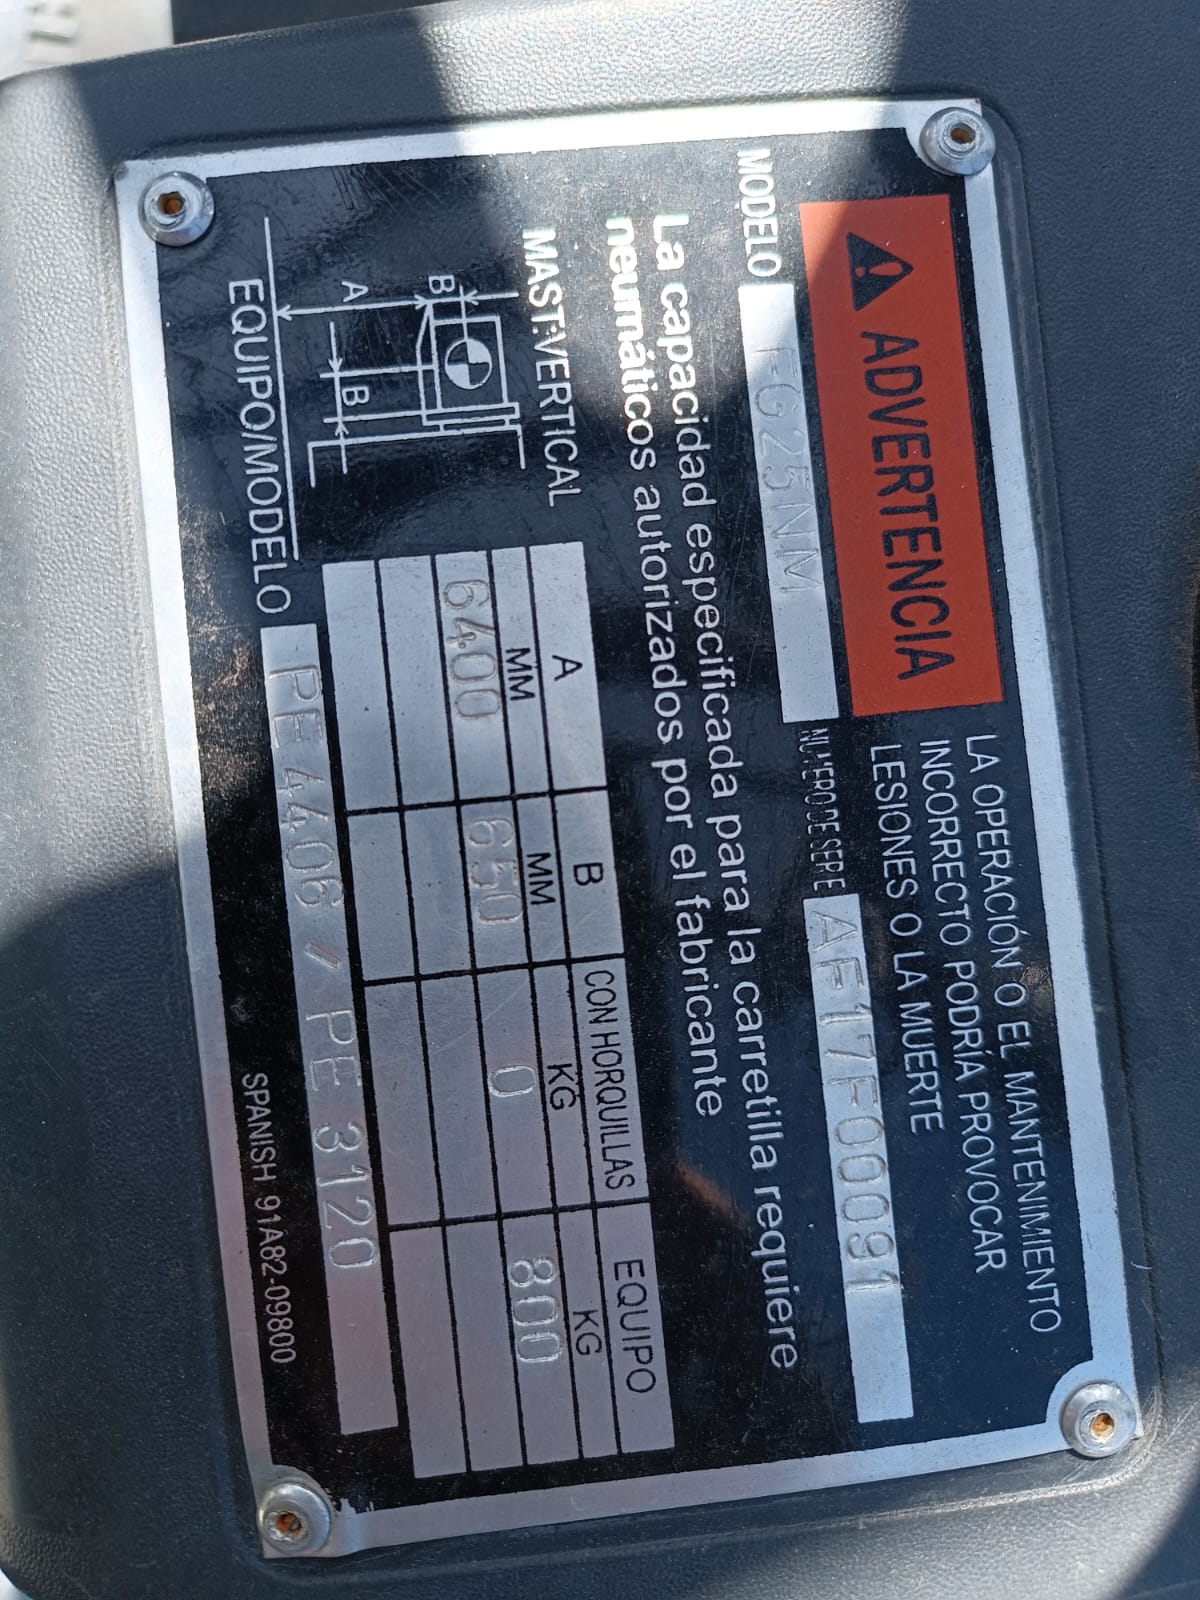 ADVERTENCIA
LA OPERACIÓN O EL MANTENIMIENTO
INCORRECTO PODRÍA PROVOCAR
LESIONES O LA MUERTE
MODELO FG25NM NUMERO DE SERIE AF17F00091
La capacidad especificada para la carretilla requiere
neumáticos autorizados por el fabricante
MAST:VERTICAL
B
A
B
A B CON HORQUILLAS EQUIPO
MM MM KG KG
6400 650 0 800
EQUIPO/MODELO PE 4406 / PE 3120
SPANISH 91A82-09800